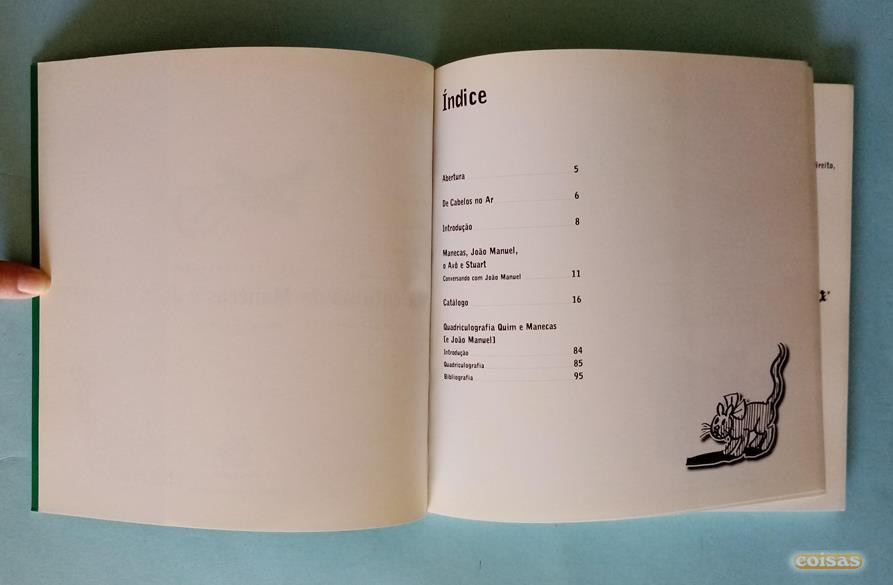 Índice
Abertura 5
De Cabelos no Ar 6
Introdução 8
Manecas, João Manuel,
o Avô e Stuart
Conversando com João Manuel 11
Catálogo 16
Quadriculografia Quim e Manecas
(e João Manuel)
Introdução 84
Quadriculografia 85
Bibliografia 95
ireito,
coisas